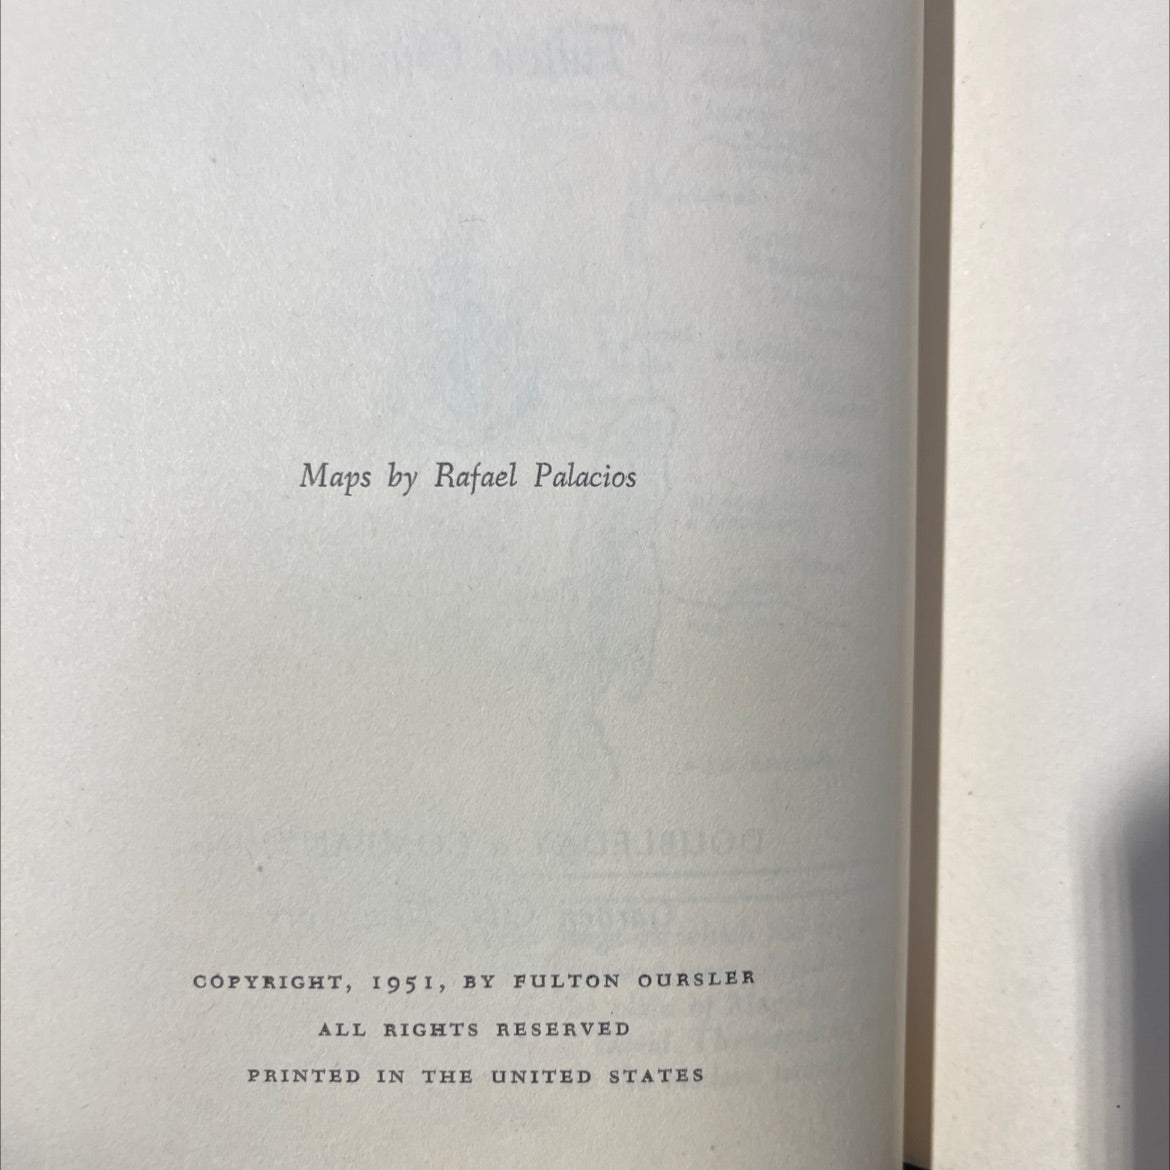 Maps by Rafael Palacios
COPYRIGHT, 1951, BY FULTON OURSLER
ALL RIGHTS RESERVED
PRINTED IN THE UNITED STATES